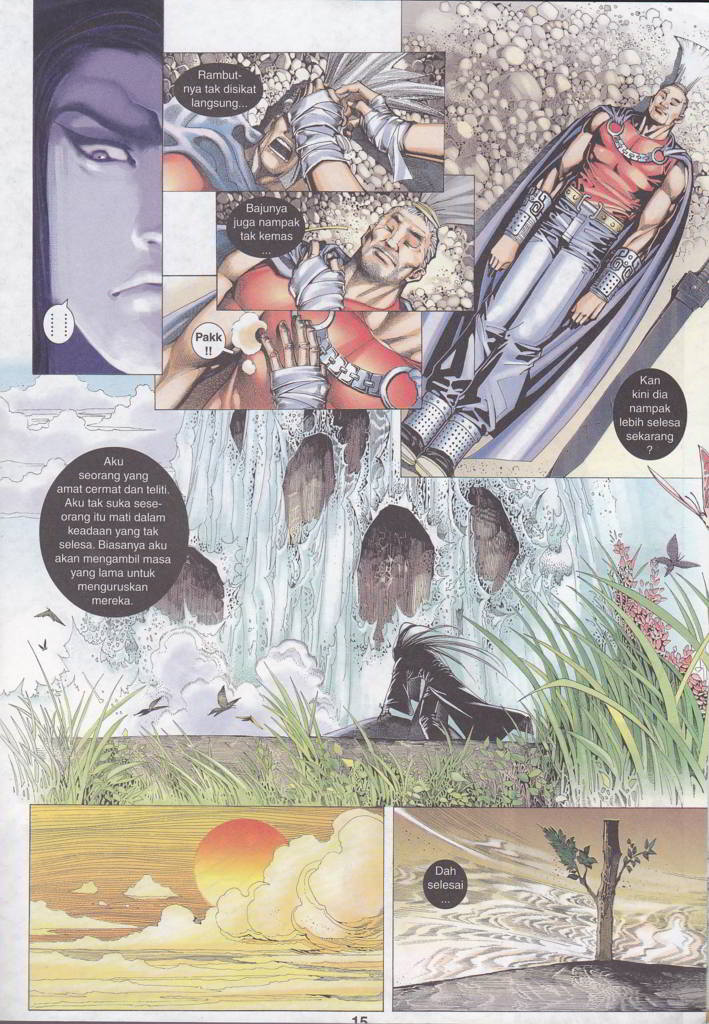 ......
Rambut-
nya tak disikat
langsung...
Bajunya
juga nampak
tak kemas
...
Pakk
!!
Kan
kini dia
nampak
lebih selesa
sekarang
?
Aku
seorang yang
amat cermat dan teliti.
Aku tak suka sese-
orang itu mati dalam
keadaan yang tak
selesa. Biasanya aku
akan mengambil masa
yang lama untuk
menguruskan
mereka.
Dah
selesai
...
15